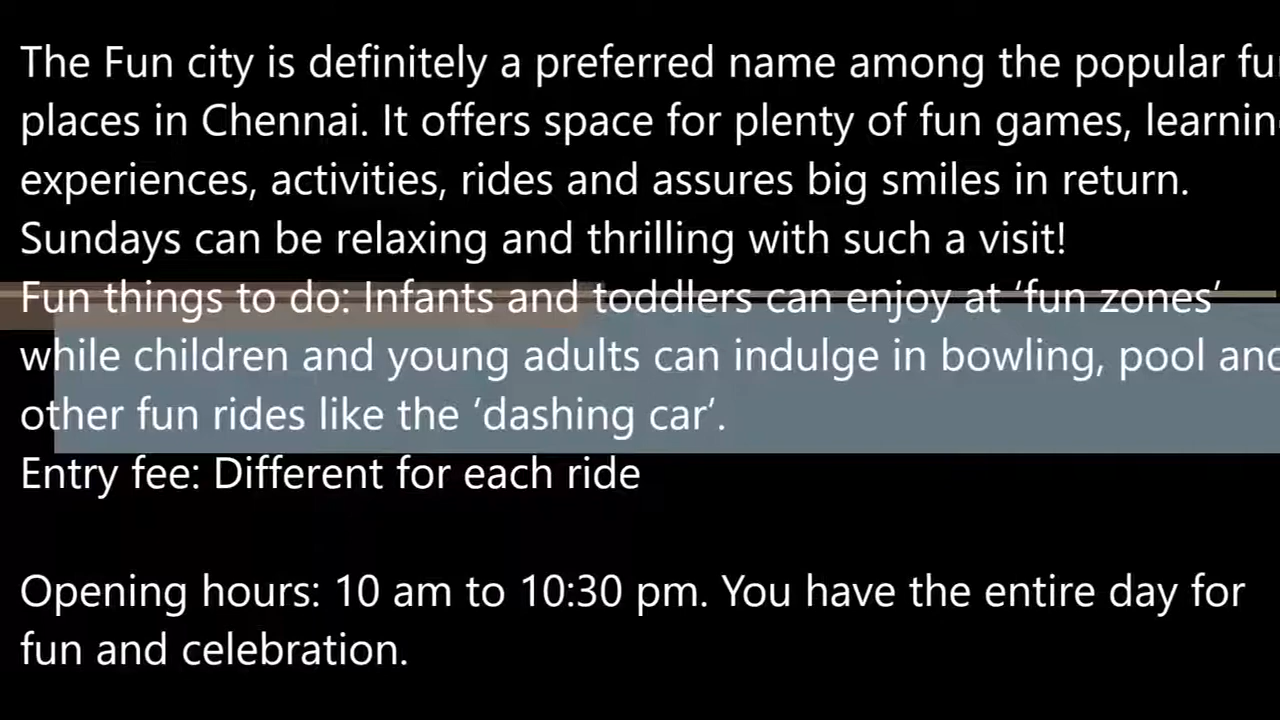 The Fun city is definitely a preferred name among the popular fu
places in Chennai. It offers space for plenty of fun games, learnin
experiences, activities, rides and assures big smiles in return.
Sundays can be relaxing and thrilling with such a visit!
Fun things to do: Infants and toddlers can enjoy at ‘fun zones’
while children and young adults can indulge in bowling, pool and
other fun rides like the ‘dashing car’.
Entry fee: Different for each ride
Opening hours: 10 am to 10:30 pm. You have the entire day for
fun and celebration.